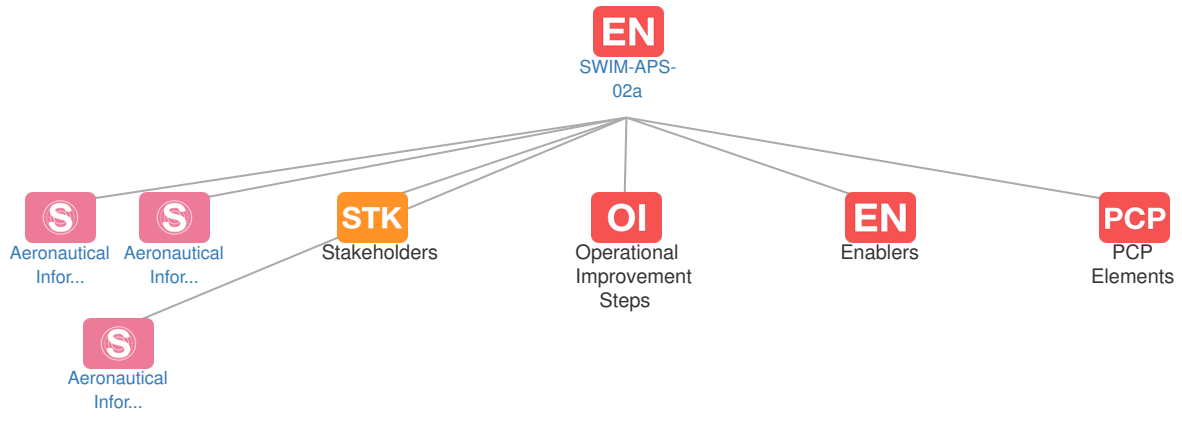 EN
SWIM-APS-
02a
S
Aeronautical
Infor...
S
Aeronautical
Infor...
STK
Stakeholders
OI
Operational
Improvement
Steps
EN
Enablers
PCP
PCP
Elements
S
Aeronautical
Infor...